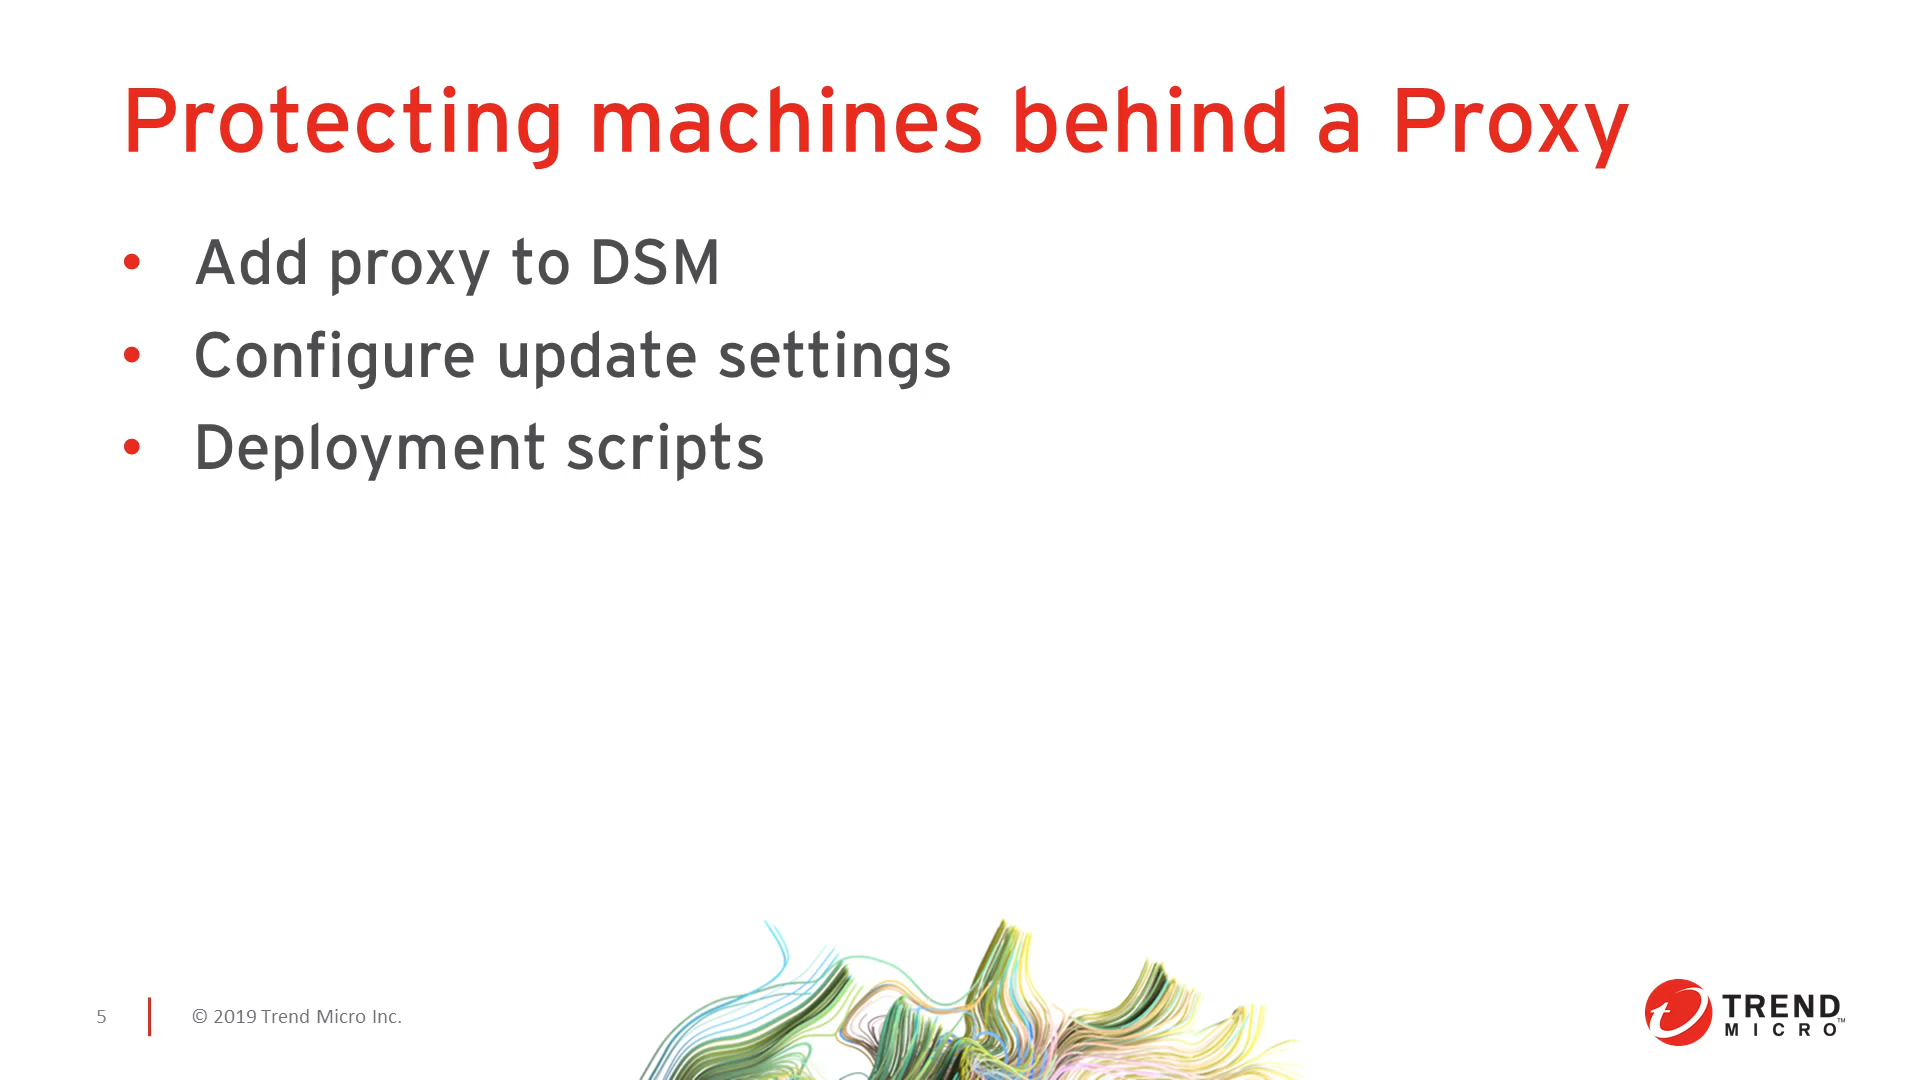 Protecting machines behind a Proxy
• Add proxy to DSM
• Configure update settings
• Deployment scripts
5
© 2019 Trend Micro Inc.
TREND
MICRO™